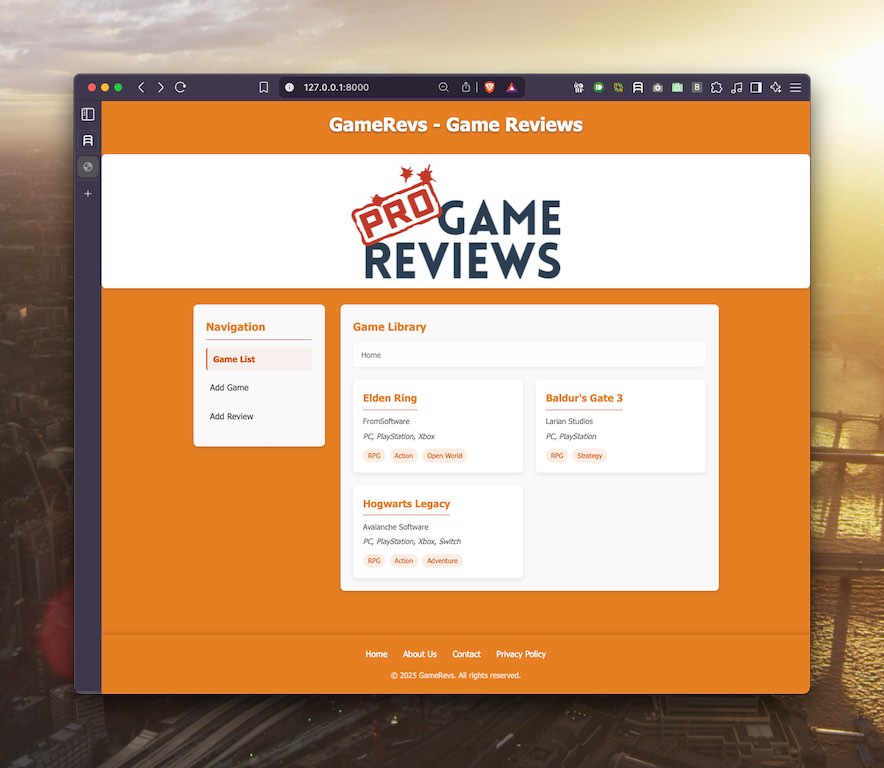 127.0.0.1:8000
GameRevs - Game Reviews
PRO
GAME
REVIEWS
Navigation
Game List
Add Game
Add Review
Game Library
Home
Elden Ring
FromSoftware
PC, PlayStation, Xbox
RPG Action Open World
Baldur's Gate 3
Larian Studios
PC, PlayStation
RPG Strategy
Hogwarts Legacy
Avalanche Software
PC, PlayStation, Xbox, Switch
RPG Action Adventure
Home About Us Contact Privacy Policy
© 2025 GameRevs. All rights reserved.